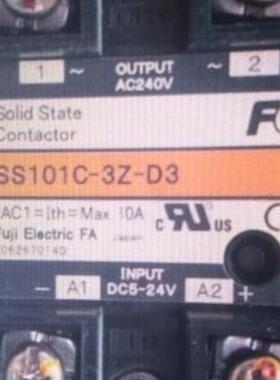 1 ~ OUTPUT ~ 2
AC240V
Solid State
Contactor
SS101C-3Z-D3
AC1=Ith=Max. 10A
Fuji Electric FA Japan
C US
INPUT
− A1 DC5-24V A2 +